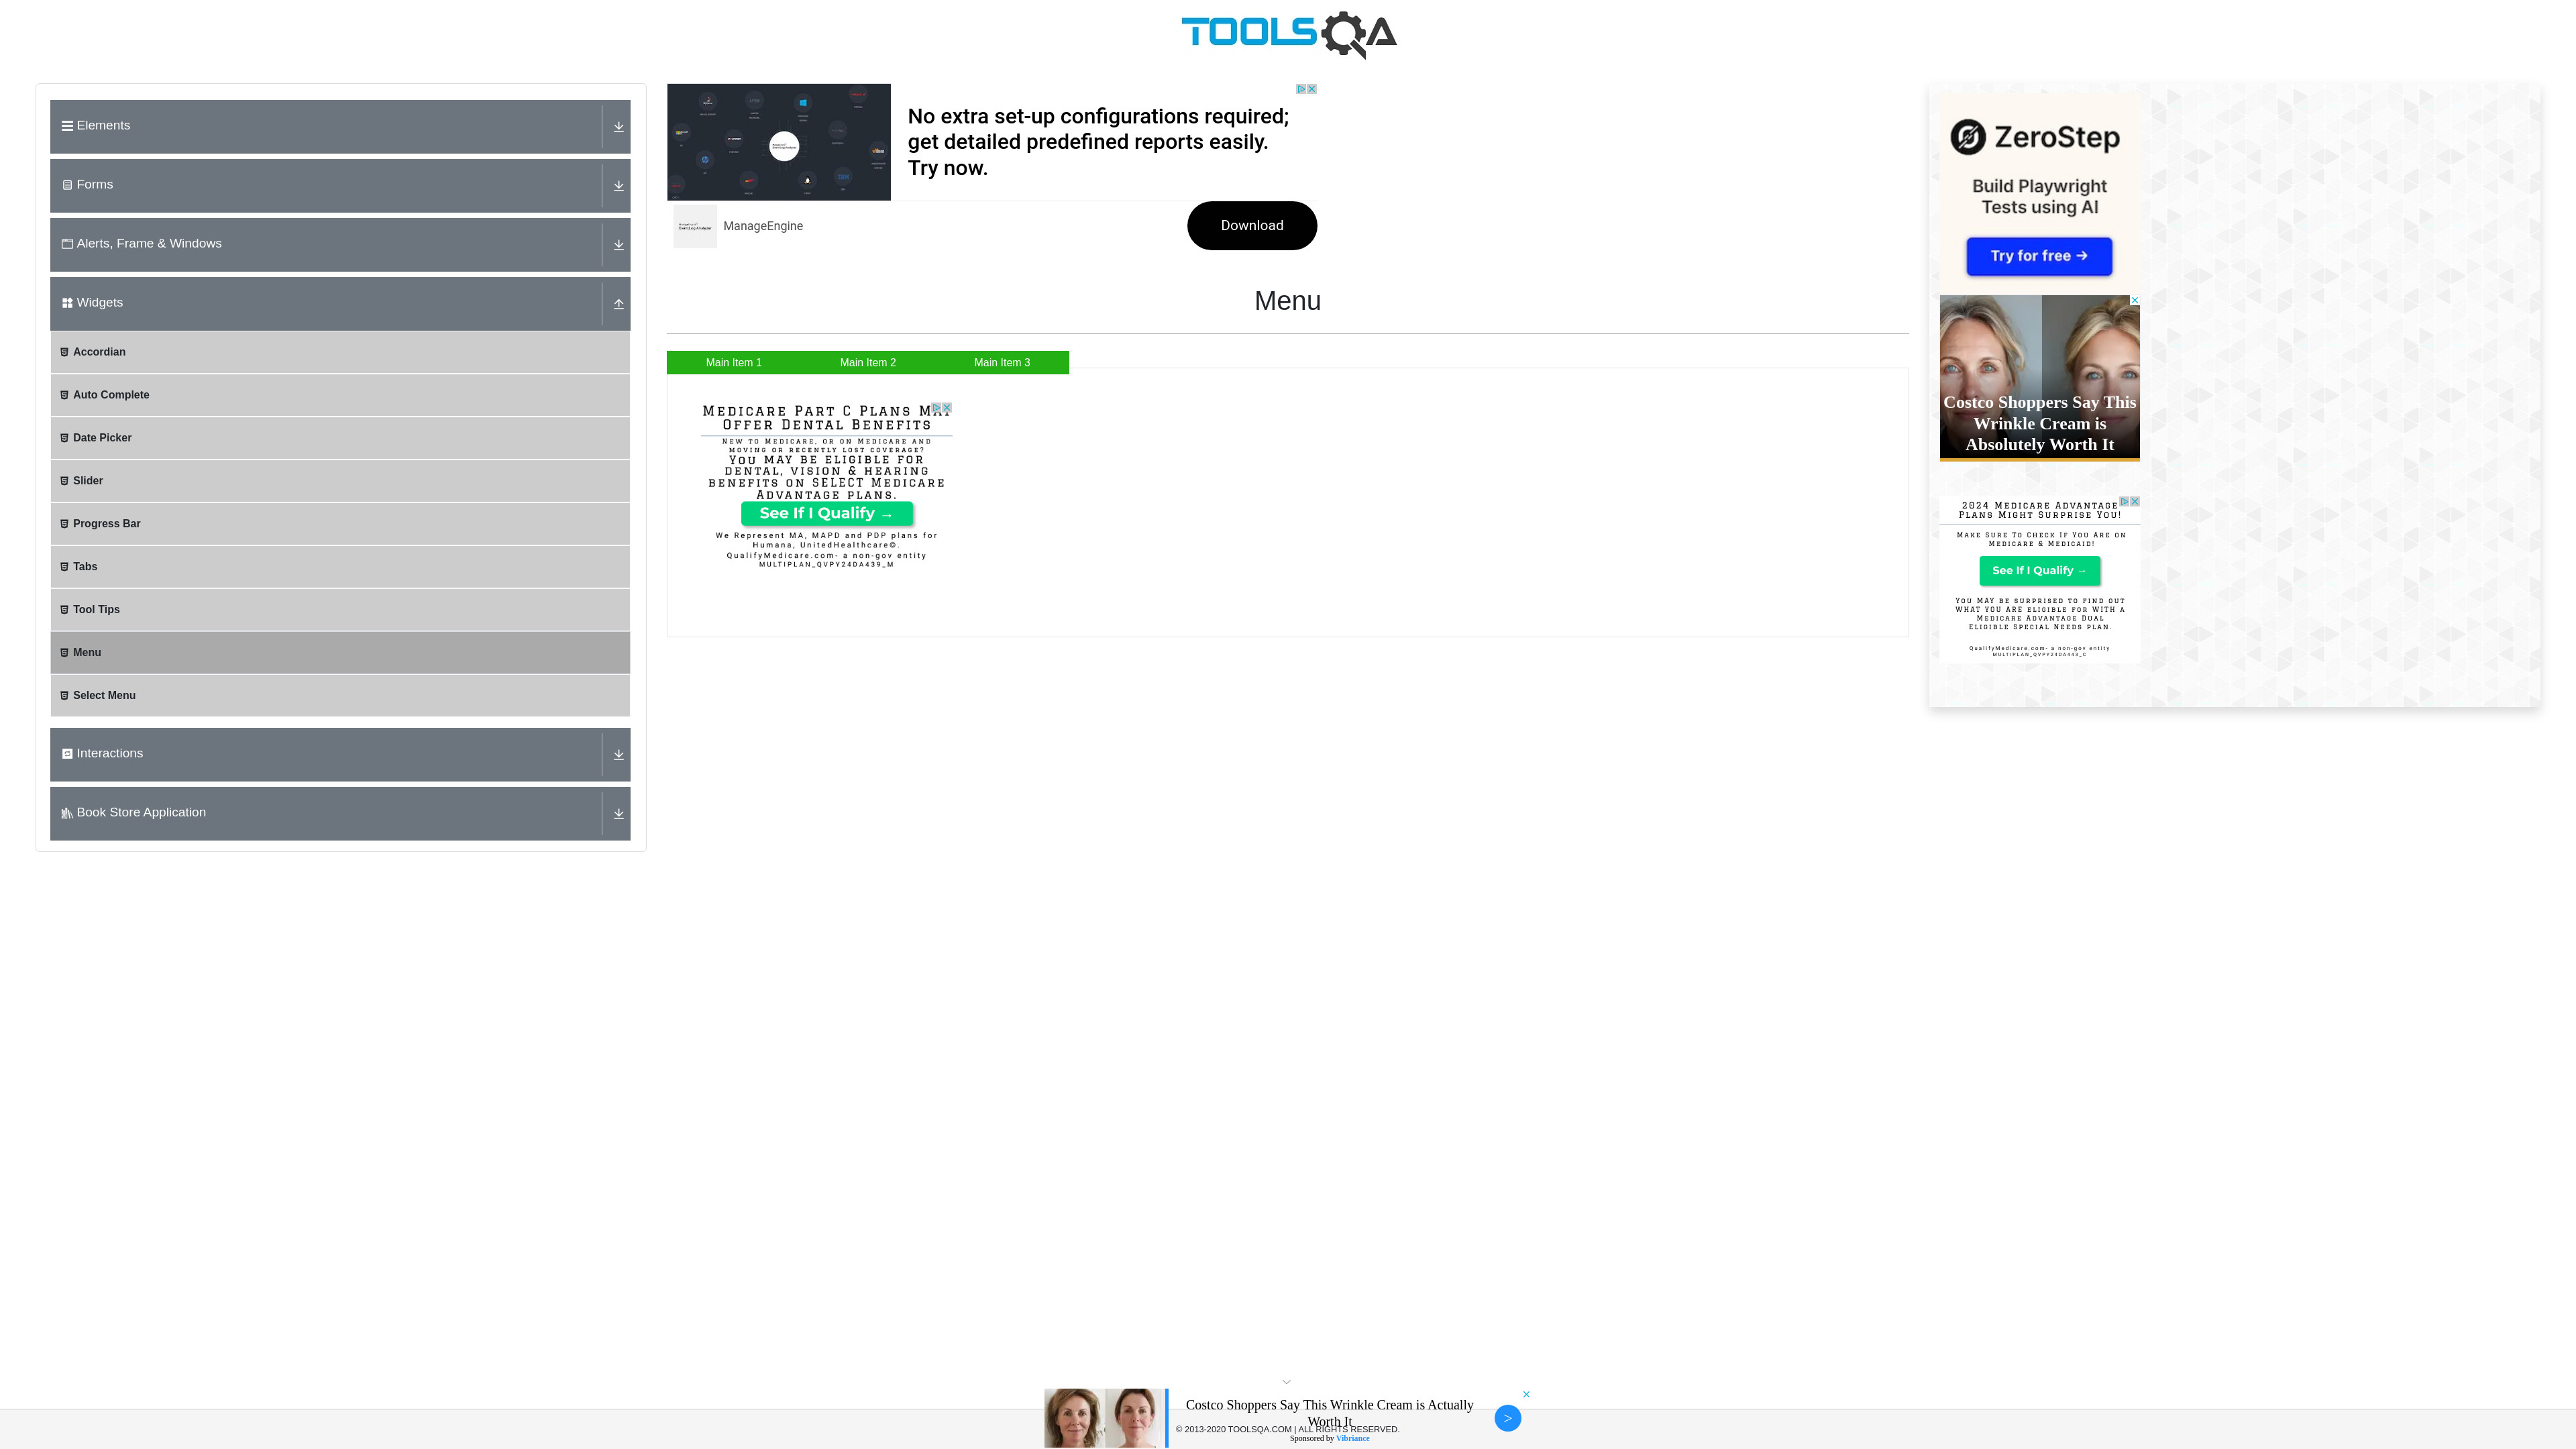 TOOLSQA
Elements
Forms
Alerts, Frame & Windows
Widgets
Accordian
Auto Complete
Date Picker
Slider
Progress Bar
Tabs
Tool Tips
Menu
Select Menu
Interactions
Book Store Application
No extra set-up configurations required;
get detailed predefined reports easily.
Try now.
ManageEngine
Download
Menu
Main Item 1
Main Item 2
Main Item 3
Medicare Part C Plans May
Offer Dental Benefits
New to Medicare, or on Medicare and
moving or recently lost coverage?
You may be eligible for
dental, vision & hearing
benefits on SELECT Medicare
Advantage plans.
See If I Qualify →
We Represent MA, MAPD and PDP plans for
Humana, UnitedHealthcare©.
QualifyMedicare.com- a non-gov entity
MULTIPLAN_QVPY24DA439_M
ZeroStep
Build Playwright
Tests using AI
Try for free →
Costco Shoppers Say This
Wrinkle Cream is
Absolutely Worth It
2024 Medicare Advantage
Plans Might Surprise You!
Make Sure To Check If You Are on
Medicare & Medicaid!
See If I Qualify →
You MAY be surprised to find out
what you are eligible for with a
Medicare Advantage Dual
Eligible Special Needs plan.
QualifyMedicare.com- a non-gov entity
MULTIPLAN_QVPY24DA443_C
Costco Shoppers Say This Wrinkle Cream is Actually
Worth It
© 2013-2020 TOOLSQA.COM | ALL RIGHTS RESERVED.
Sponsored by Vibriance
>